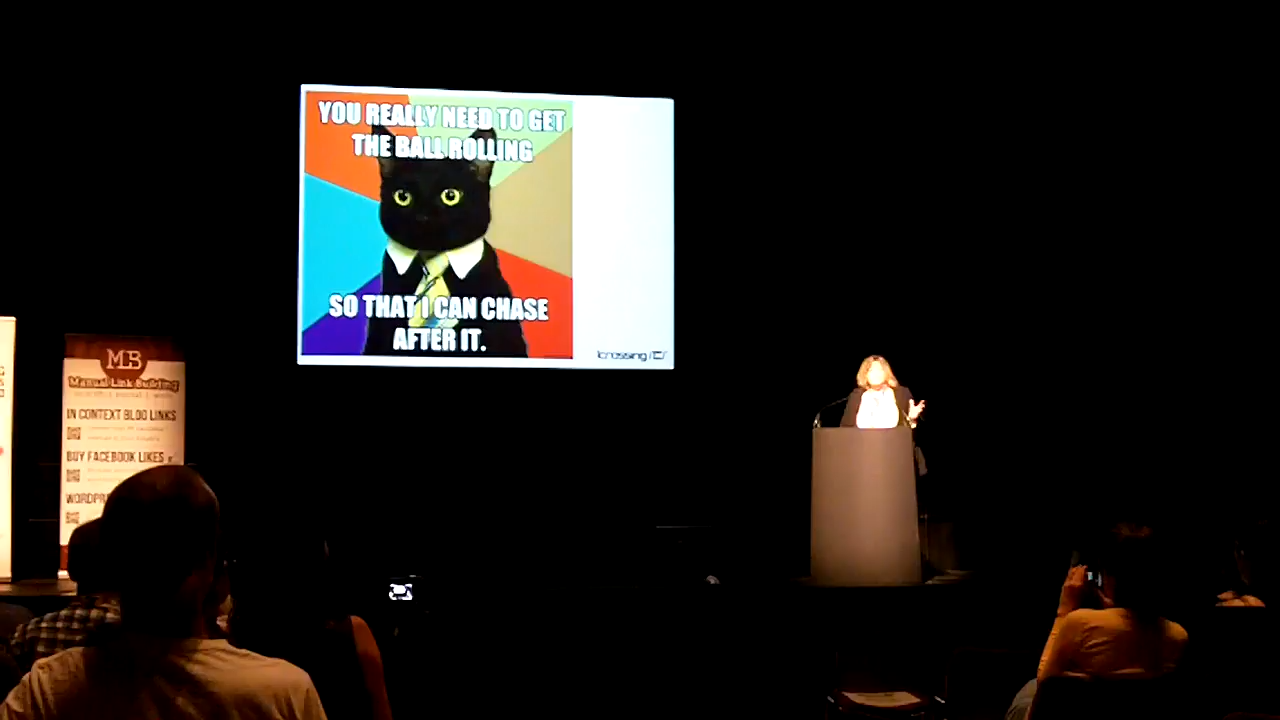 YOU REALLY NEED TO GET
THE BALL ROLLING
SO THAT I CAN CHASE
AFTER IT.
icrossing
MB
Manual Link Building
IN CONTEXT BLOG LINKS
BUY FACEBOOK LIKES